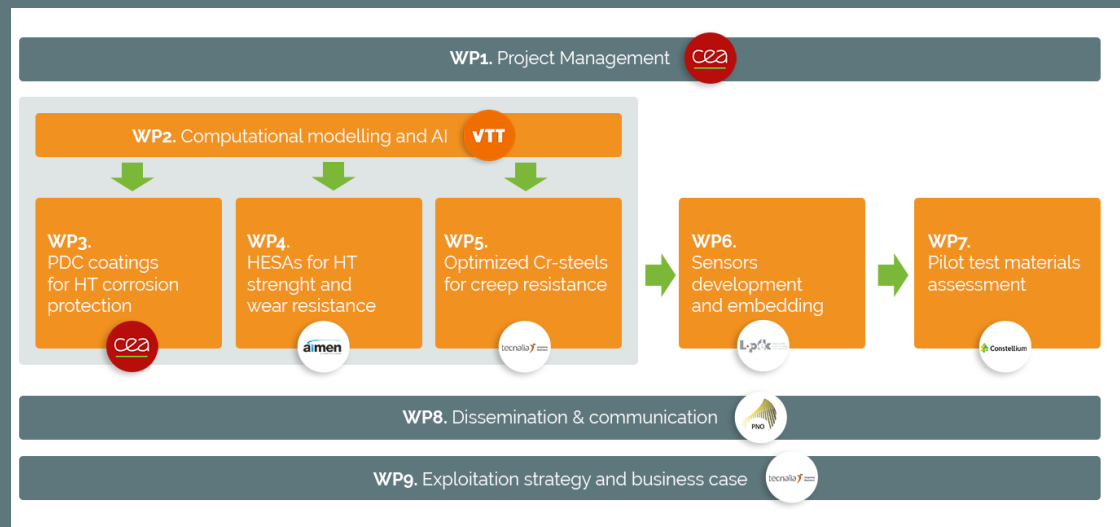 WP1. Project Management
cea
WP2. Computational modelling and AI
VTT
WP3.
PDC coatings
for HT corrosion
protection
cea
WP4.
HESAs for HT
strenght and
wear resistance
aimen
WP5.
Optimized Cr-steels
for creep resistance
tecnalia
WP6.
Sensors
development
and embedding
WP7.
Pilot test materials
assessment
Constellium
WP8. Dissemination & communication
PNO
WP9. Exploitation strategy and business case
tecnalia